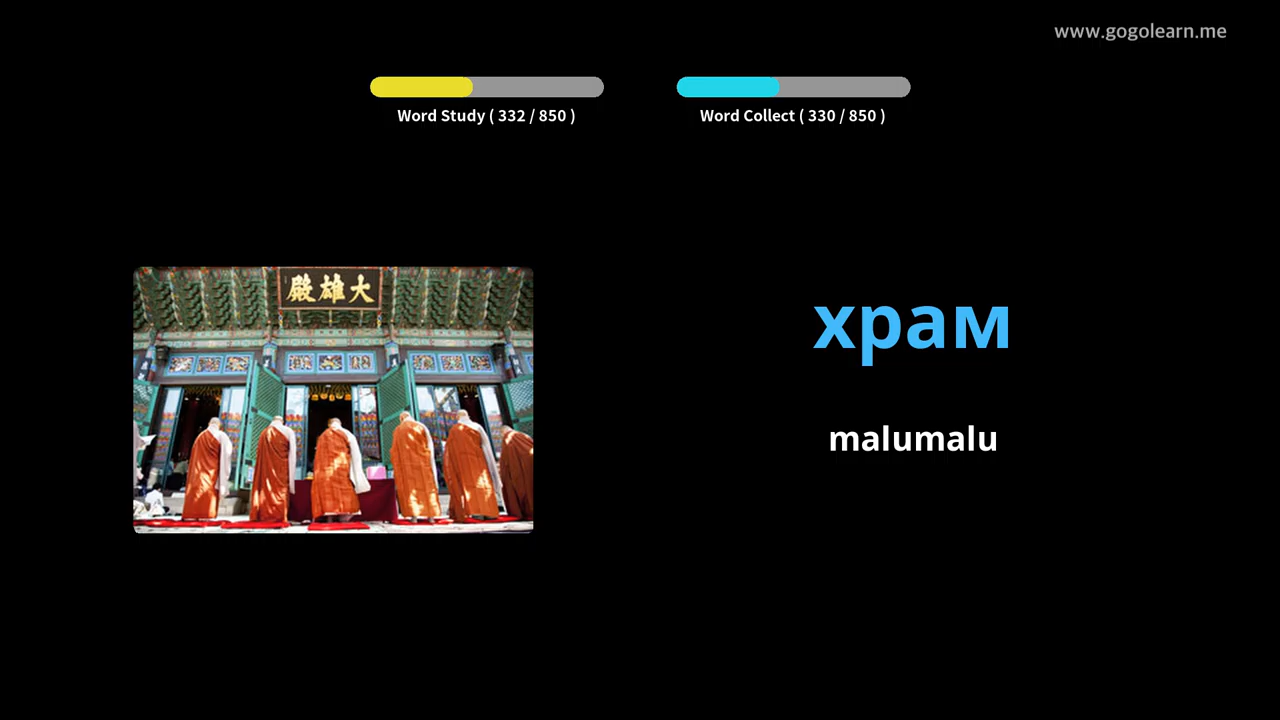 www.gogolearn.me
Word Study ( 332 / 850 )
Word Collect ( 330 / 850 )
殿雄大
храм
malumalu